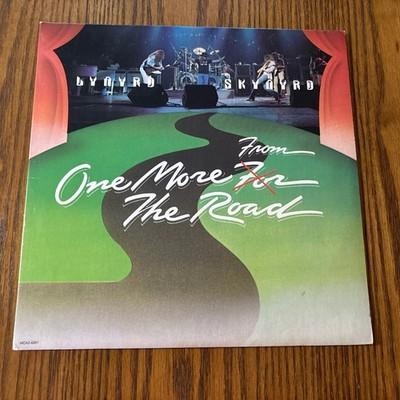 LYNYRD SKYNYRD
From
One More For
The Road